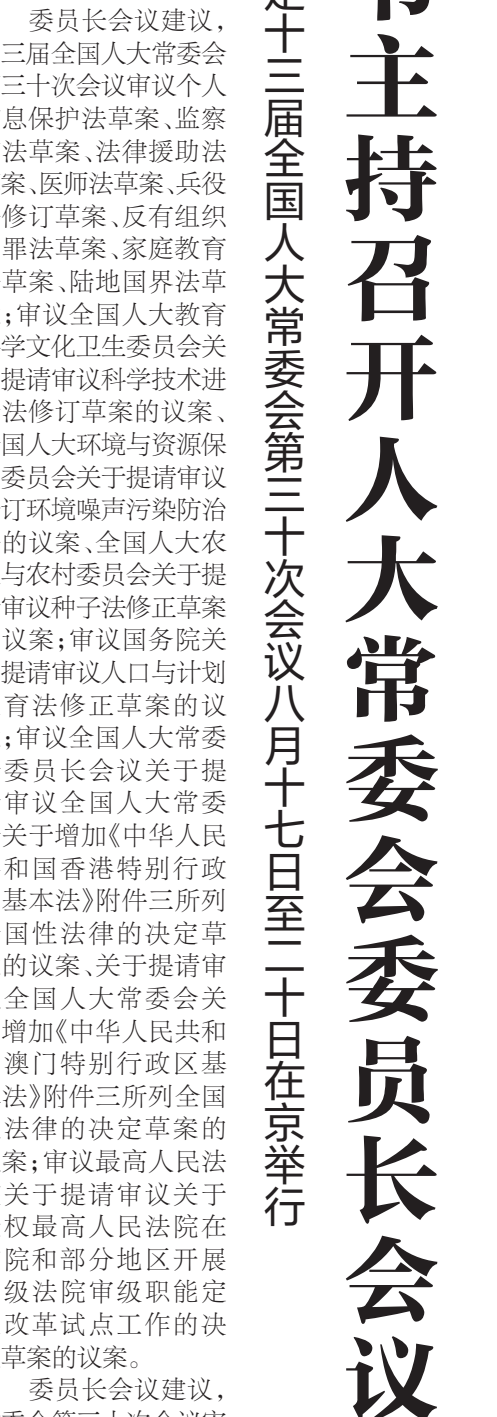 主持召开人大常委会委员长会议
十三届全国人大常委会第三十次会议八月十七日至二十日在京举行
委员长会议建议，
三届全国人大常委会
三十次会议审议个人
息保护法草案、监察
法草案、法律援助法
案、医师法草案、兵役
修订草案、反有组织
罪法草案、家庭教育
草案、陆地国界法草
；审议全国人大教育
学文化卫生委员会关
提请审议科学技术进
法修订草案的议案、
国人大环境与资源保
委员会关于提请审议
订环境噪声污染防治
的议案、全国人大农
与农村委员会关于提
审议种子法修正草案
议案；审议国务院关
提请审议人口与计划
育法修正草案的议
；审议全国人大常委
委员长会议关于提
审议全国人大常委
关于增加《中华人民
和国香港特别行政
基本法》附件三所列
国性法律的决定草
的议案、关于提请审
全国人大常委会关
增加《中华人民共和
澳门特别行政区基
法》附件三所列全国
法律的决定草案的
案；审议最高人民法
关于提请审议关于
权最高人民法院在
院和部分地区开展
级法院审级职能定
改革试点工作的决
草案的议案。
委员长会议建议，